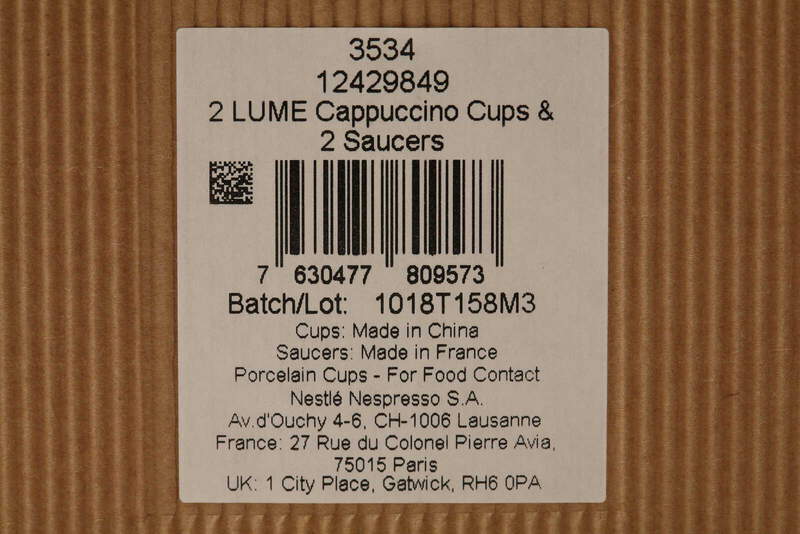 3534
12429849
2 LUME Cappuccino Cups &
2 Saucers
7 630477 809573
Batch/Lot: 1018T158M3
Cups: Made in China
Saucers: Made in France
Porcelain Cups - For Food Contact
Nestlé Nespresso S.A.
Av.d'Ouchy 4-6, CH-1006 Lausanne
France: 27 Rue du Colonel Pierre Avia,
75015 Paris
UK: 1 City Place, Gatwick, RH6 0PA